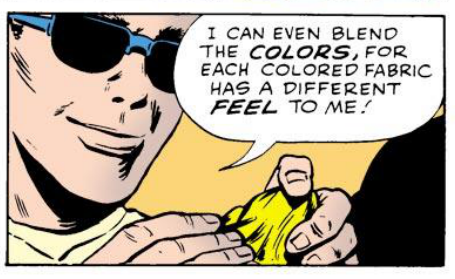 I CAN EVEN BLEND
THE COLORS, FOR
EACH COLORED FABRIC
HAS A DIFFERENT
FEEL TO ME!